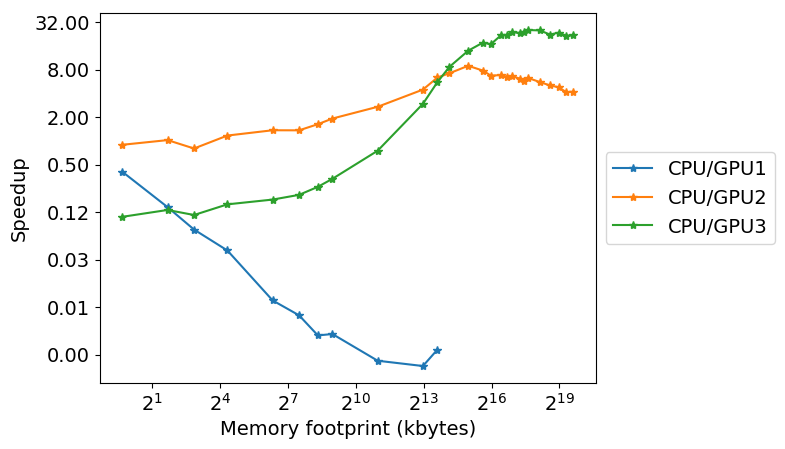 32.00
8.00
2.00
0.50
0.12
0.03
0.01
0.00
Speedup
2^1 2^4 2^7 2^10 2^13 2^16 2^19
Memory footprint (kbytes)
CPU/GPU1
CPU/GPU2
CPU/GPU3